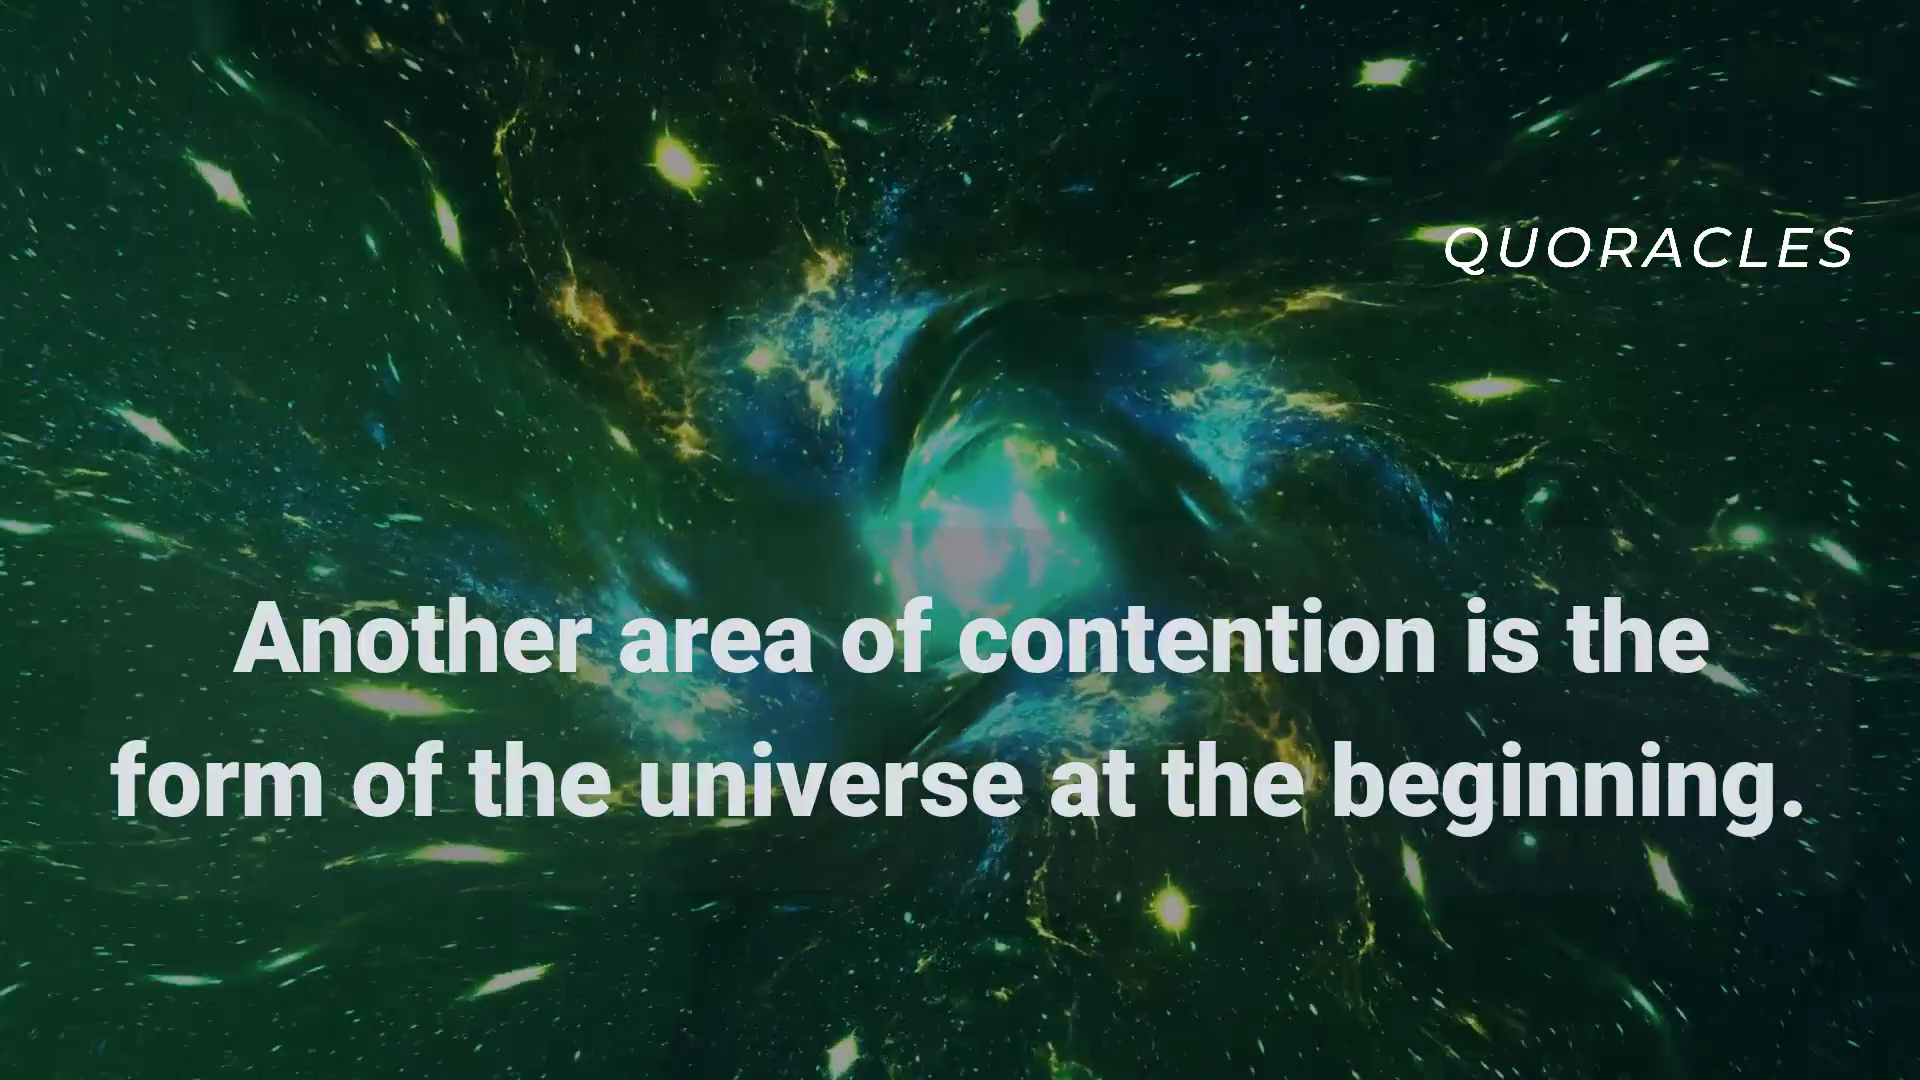 QUORACLES
Another area of contention is the
form of the universe at the beginning.